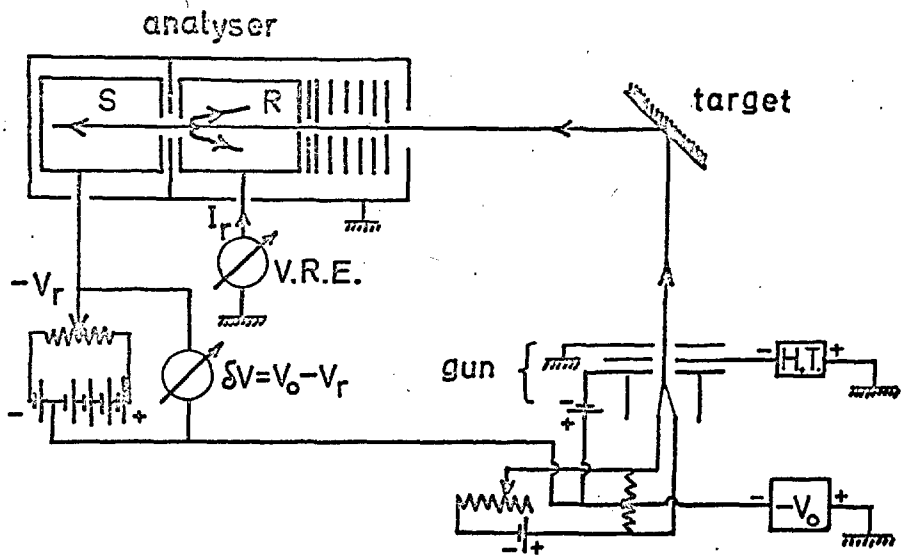 analyser
S
R
target
I_r
V.R.E.
-V_r
δV=V_o-V_r
- +
gun
- H.T. +
-
+
- -V_o +
- +